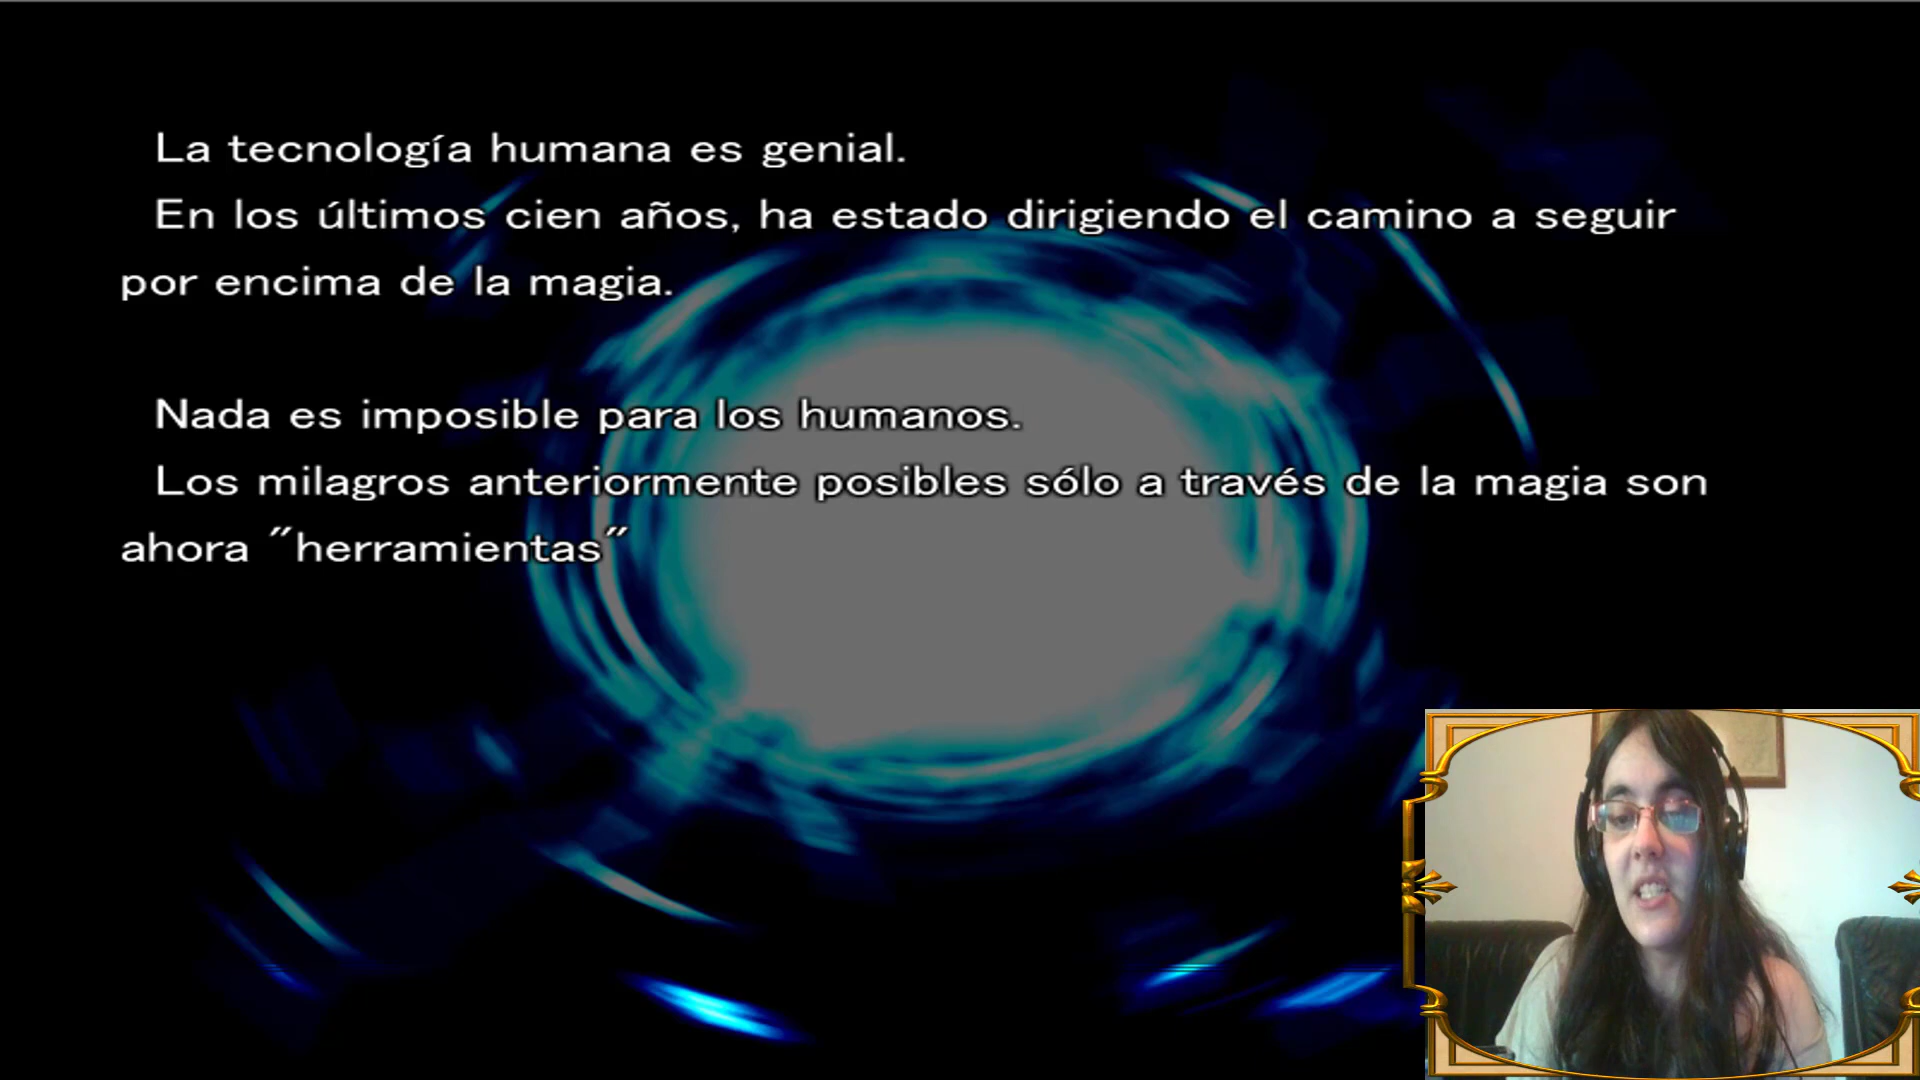 La tecnología humana es genial.
En los últimos cien años, ha estado dirigiendo el camino a seguir
por encima de la magia.
Nada es imposible para los humanos.
Los milagros anteriormente posibles sólo a través de la magia son
ahora "herramientas"